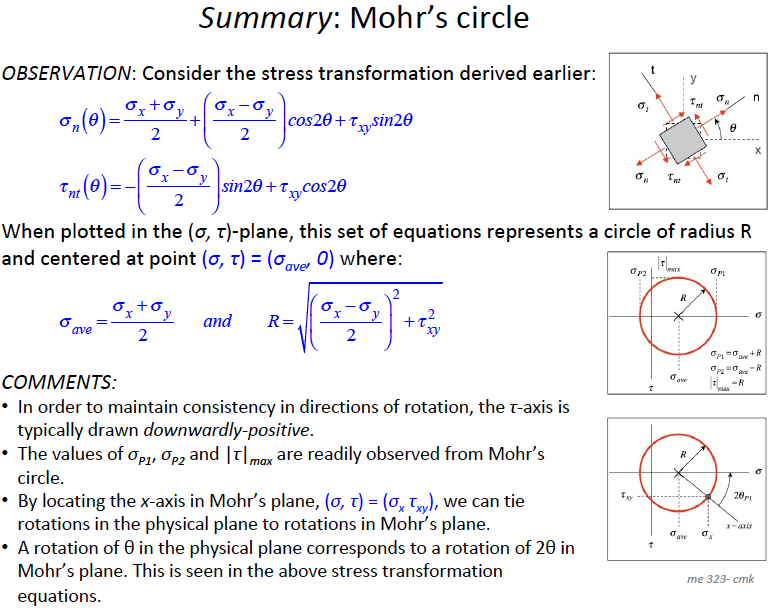 Summary: Mohr's circle
OBSERVATION: Consider the stress transformation derived earlier:
σn(θ)=(σx+σy)/2+((σx−σy)/2)cos2θ+τxysin2θ
τnt(θ)=−((σx−σy)/2)sin2θ+τxycos2θ
When plotted in the (σ, τ)-plane, this set of equations represents a circle of radius R
and centered at point (σ, τ) = (σave, 0) where:
σave=(σx+σy)/2 and R=√(((σx−σy)/2)²+τ²xy)
COMMENTS:
• In order to maintain consistency in directions of rotation, the τ-axis is
typically drawn downwardly-positive.
• The values of σP1, σP2 and |τ|max are readily observed from Mohr's
circle.
• By locating the x-axis in Mohr's plane, (σ, τ) = (σx τxy), we can tie
rotations in the physical plane to rotations in Mohr's plane.
• A rotation of θ in the physical plane corresponds to a rotation of 2θ in
Mohr's plane. This is seen in the above stress transformation
equations.
t
y
σt τnt σn n
θ
x
σn τnt σt
|τ|max
σP2 σP1
R
σ
σP1=σave+R
σP2=σave−R
|τ|max=R
σave
τ
R
σ
τxy
2θP1
x−axis
σave σx
τ
me 323- cmk